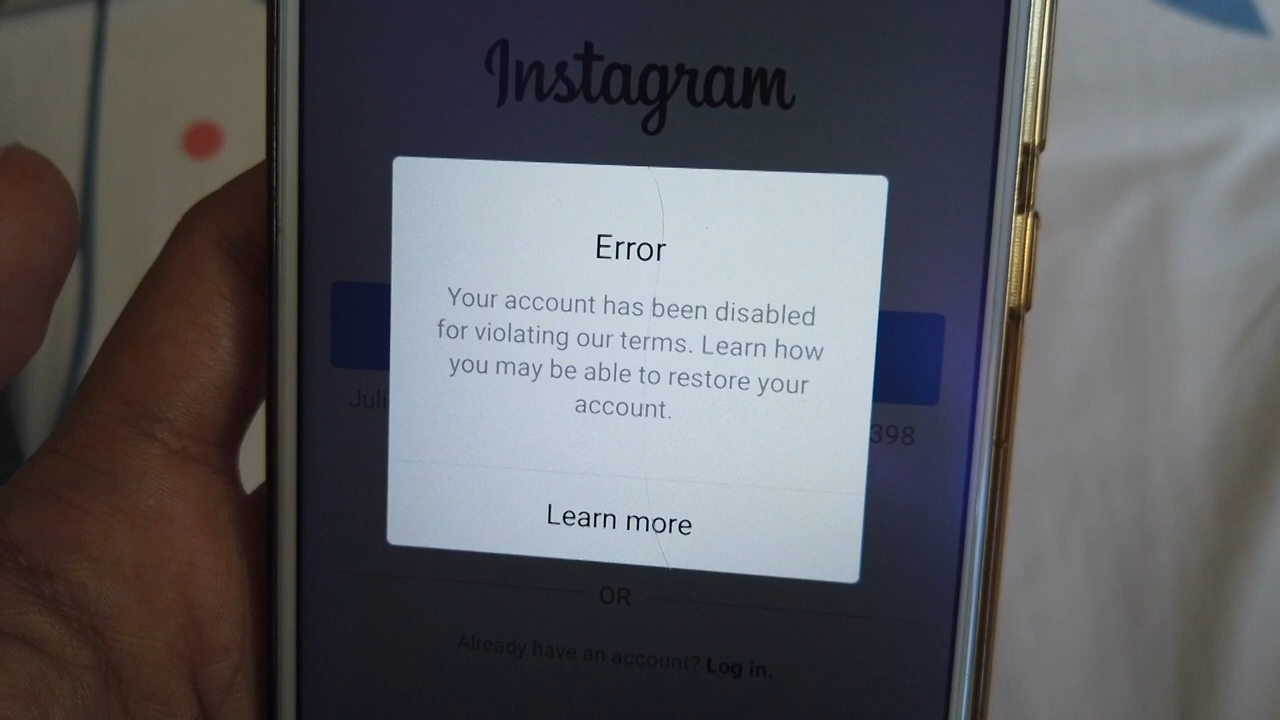 Instagram
Error
Your account has been disabled
for violating our terms. Learn how
you may be able to restore your
account.
398
Learn more
OR
Already have an account? Log in.